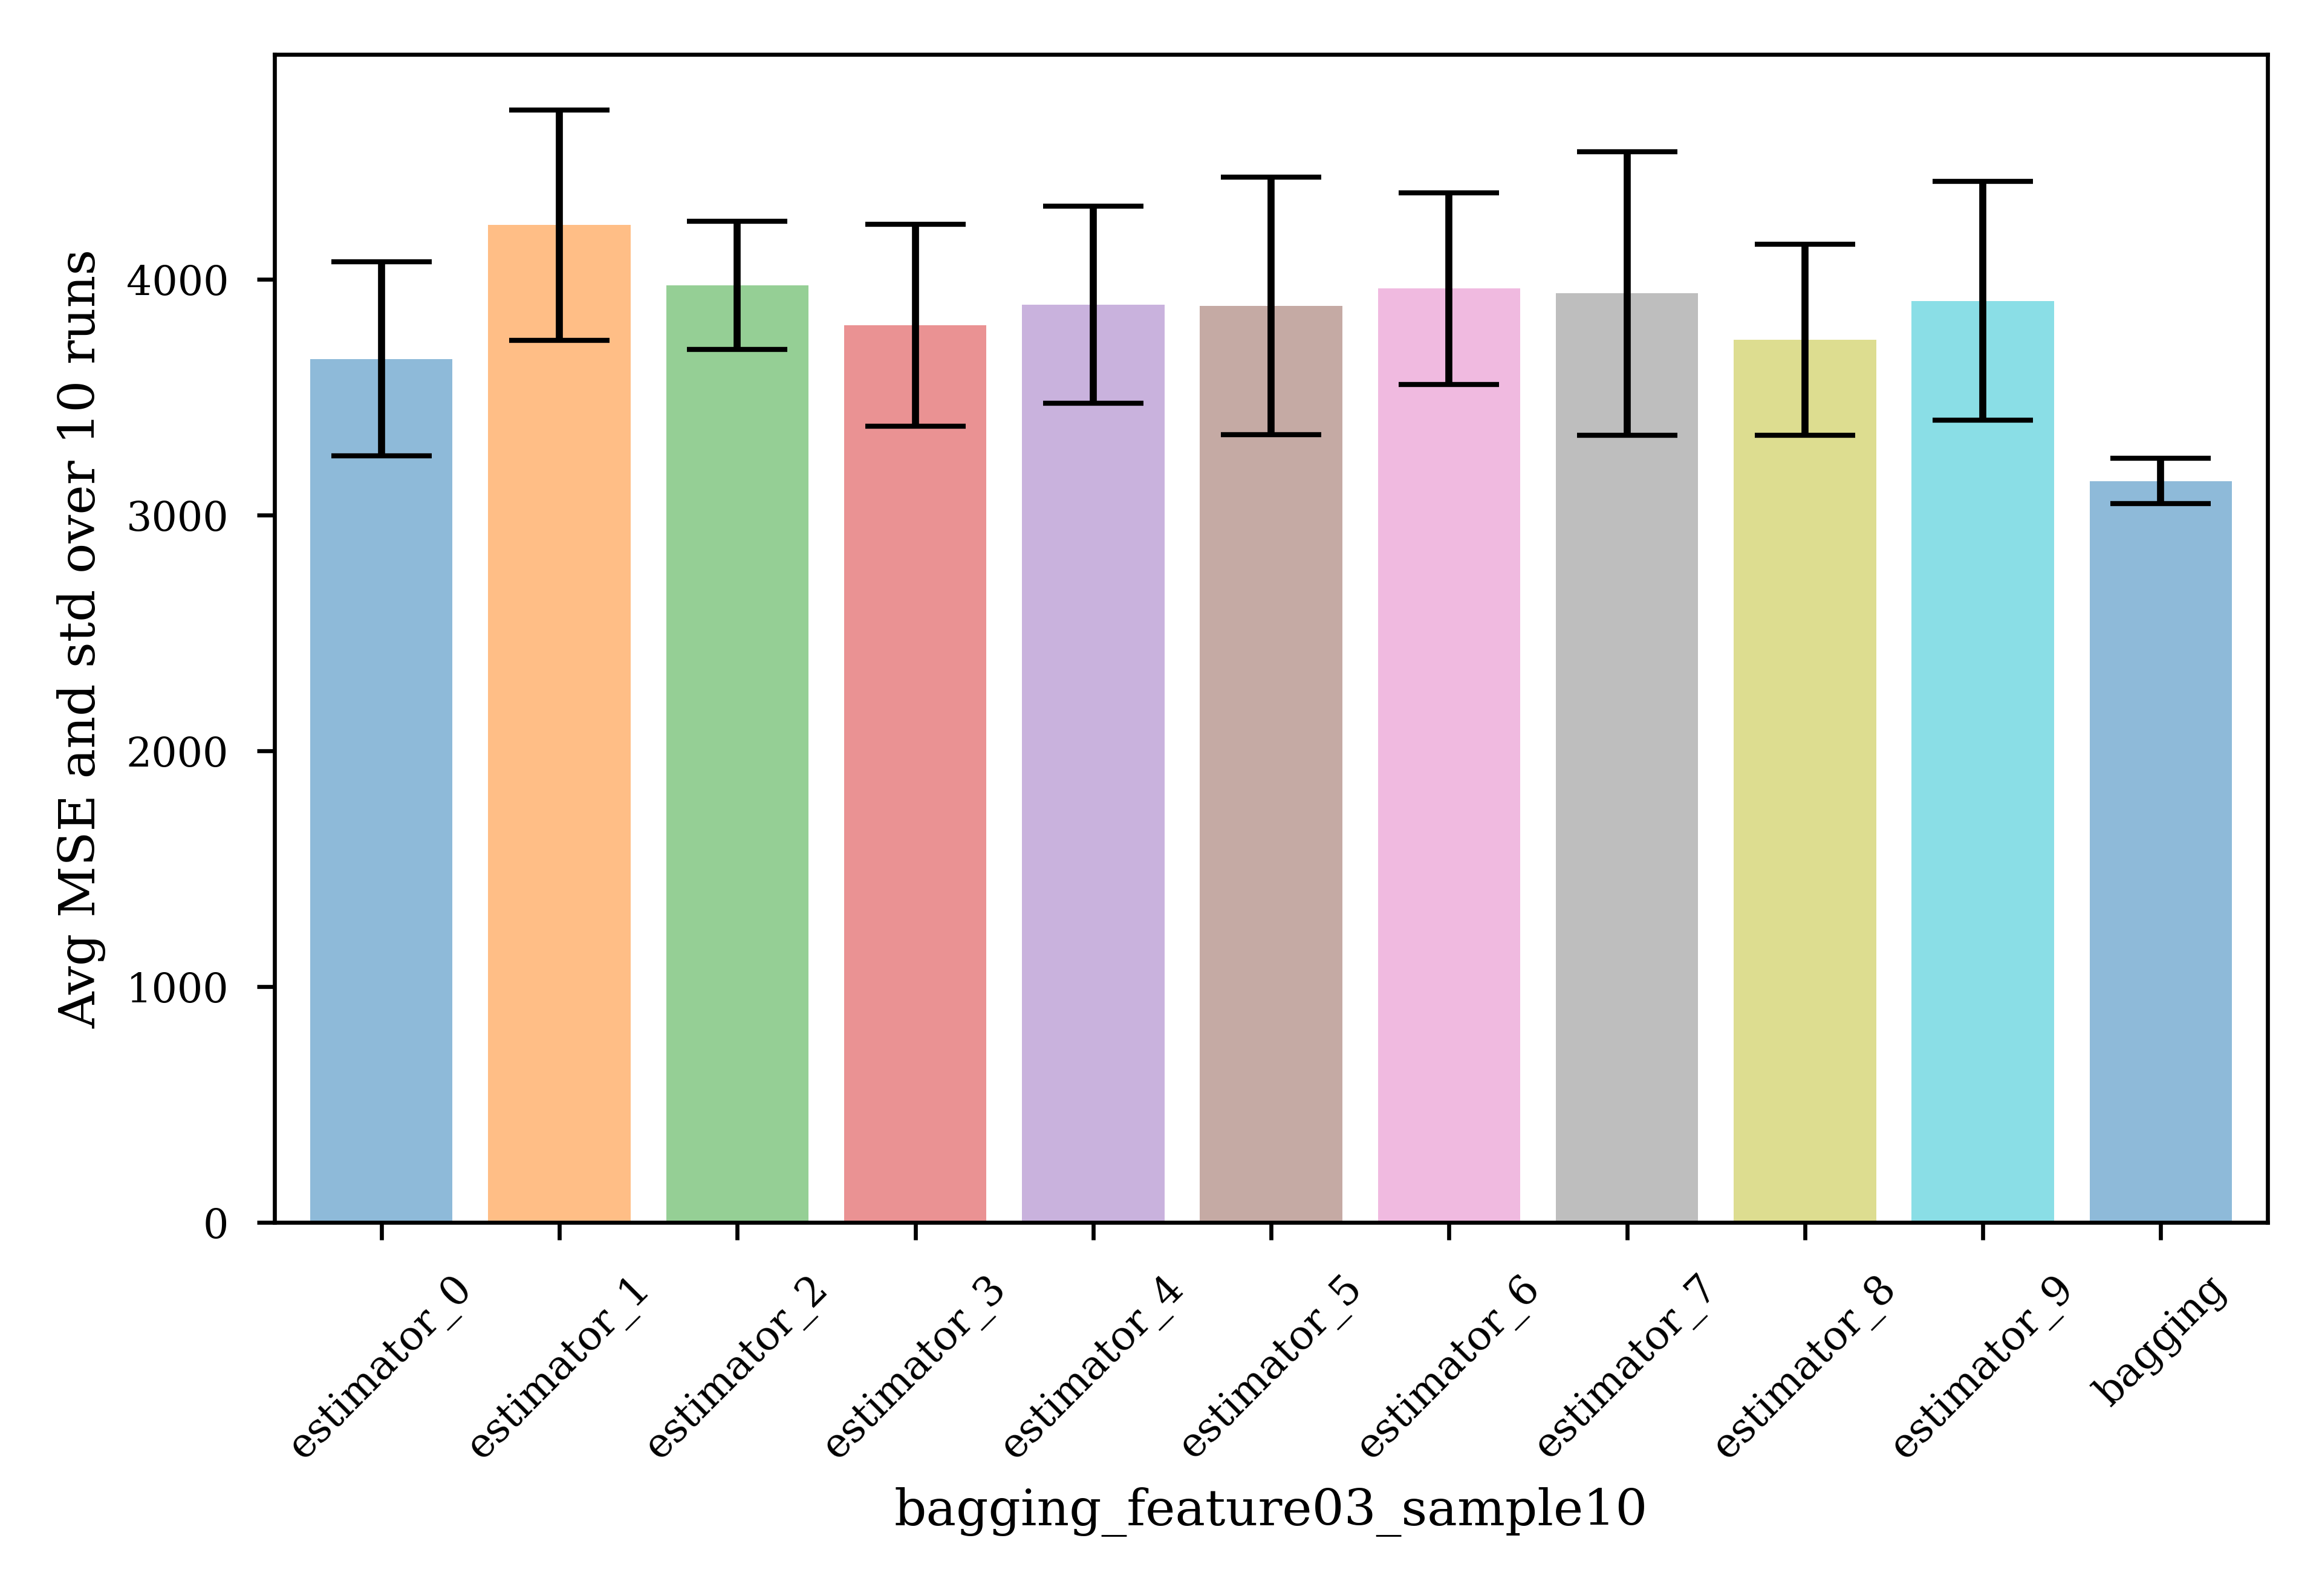 Avg MSE and std over 10 runs
4000
3000
2000
1000
0
estimator_0
estimator_1
estimator_2
estimator_3
estimator_4
estimator_5
estimator_6
estimator_7
estimator_8
estimator_9
bagging
bagging_feature03_sample10